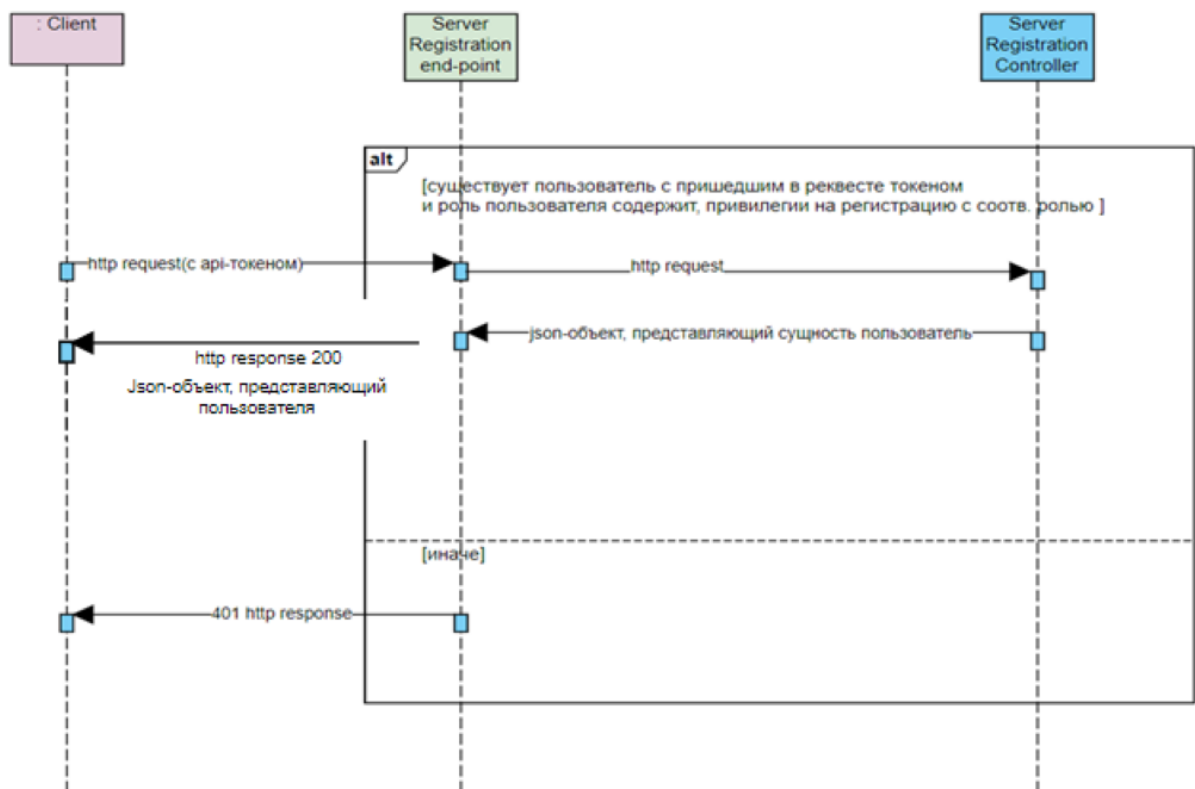 : Client
Server
Registration
end-point
Server
Registration
Controller
alt
[существует пользователь с пришедшим в реквесте токеном
и роль пользователя содержит, привилегии на регистрацию с соотв. ролью ]
http request(с api-токеном)
http request
json-объект, представляющий сущность пользователь
http response 200
Json-объект, представляющий
пользователя
[иначе]
401 http response